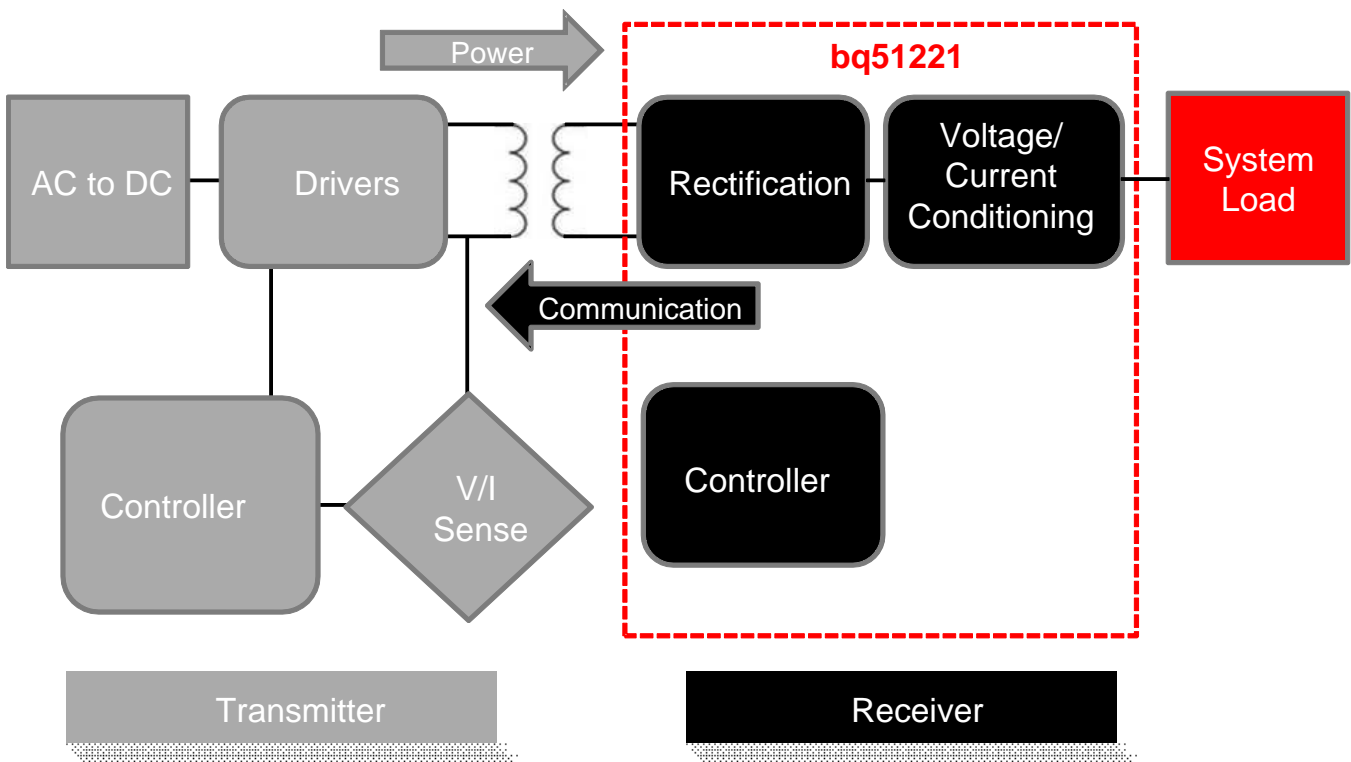 Power
bq51221
AC to DC
Drivers
Rectification
Voltage/
Current
Conditioning
System
Load
Communication
Controller
V/I
Sense
Controller
Transmitter
Receiver